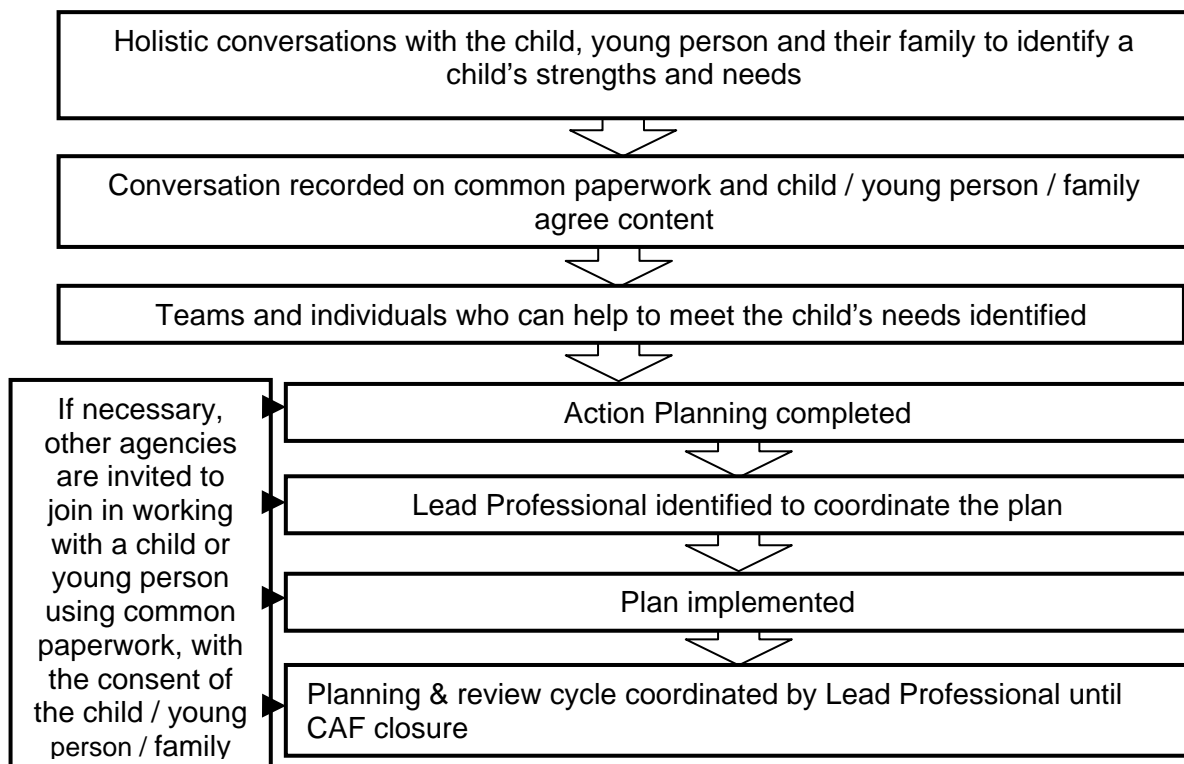 Holistic conversations with the child, young person and their family to identify a
child’s strengths and needs
Conversation recorded on common paperwork and child / young person / family
agree content
Teams and individuals who can help to meet the child’s needs identified
If necessary,
other agencies
are invited to
join in working
with a child or
young person
using common
paperwork, with
the consent of
the child / young
person / family
Action Planning completed
Lead Professional identified to coordinate the plan
Plan implemented
Planning & review cycle coordinated by Lead Professional until
CAF closure